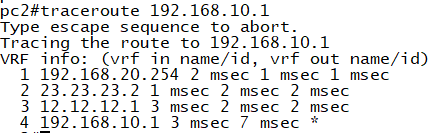 pc2#traceroute 192.168.10.1
Type escape sequence to abort.
Tracing the route to 192.168.10.1
VRF info: (vrf in name/id, vrf out name/id)
1 192.168.20.254 2 msec 1 msec 1 msec
2 23.23.23.2 1 msec 2 msec 2 msec
3 12.12.12.1 3 msec 2 msec 2 msec
4 192.168.10.1 3 msec 7 msec *